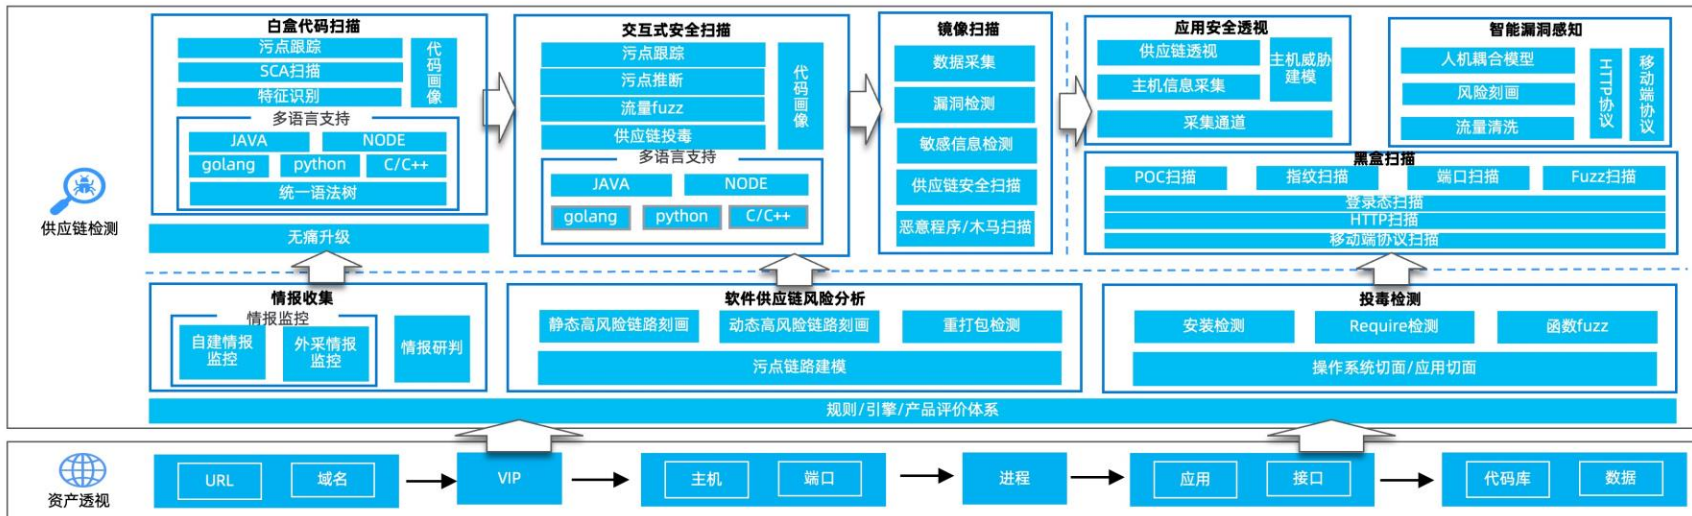 供应链检测
白盒代码扫描
污点跟踪
SCA扫描
特征识别
代码画像
多语言支持
JAVA
NODE
golang
python
C/C++
统一语法树
无痛升级
交互式安全扫描
污点跟踪
污点推断
流量fuzz
供应链投毒
代码画像
多语言支持
JAVA
NODE
golang
python
C/C++
镜像扫描
数据采集
漏洞检测
敏感信息检测
供应链安全扫描
恶意程序/木马扫描
应用安全透视
供应链透视
主机信息采集
主机威胁
建模
采集通道
智能漏洞感知
人机耦合模型
风险刻画
流量清洗
HTTP协议
移动端协议
黑盒扫描
POC扫描
指纹扫描
端口扫描
Fuzz扫描
登录态扫描
HTTP扫描
移动端协议扫描
情报收集
情报监控
自建情报
监控
外采情报
监控
情报研判
软件供应链风险分析
静态高风险链路刻画
动态高风险链路刻画
重打包检测
污点链路建模
投毒检测
安装检测
Require检测
函数fuzz
操作系统切面/应用切面
规则/引擎/产品评价体系
资产透视
URL
域名
VIP
主机
端口
进程
应用
接口
代码库
数据